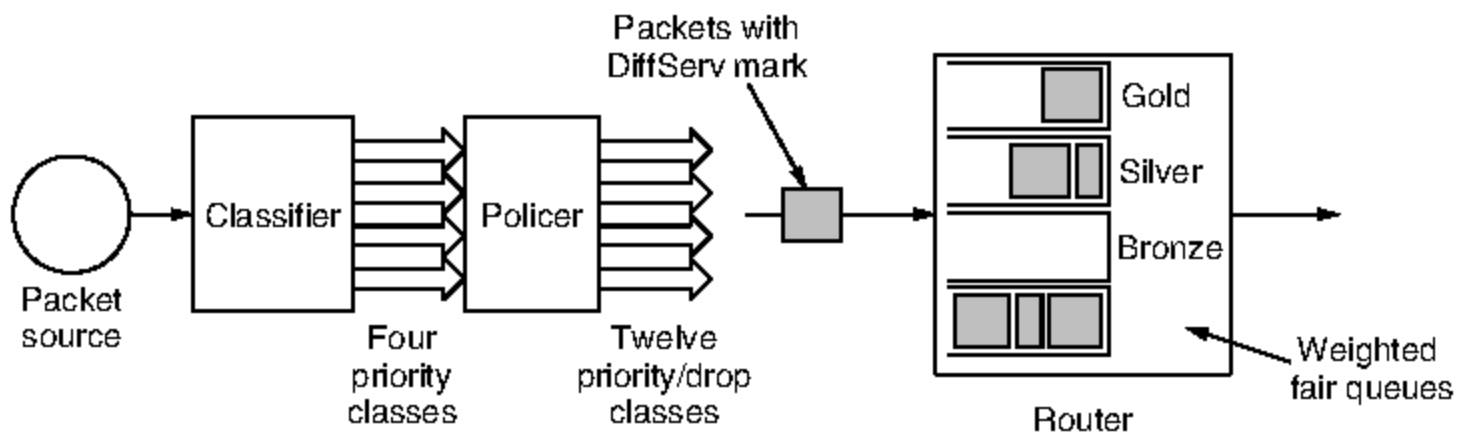 Packets with
DiffServ mark
Gold
Silver
Bronze
Classifier
Policer
Packet
source
Four
priority
classes
Twelve
priority/drop
classes
Weighted
fair queues
Router